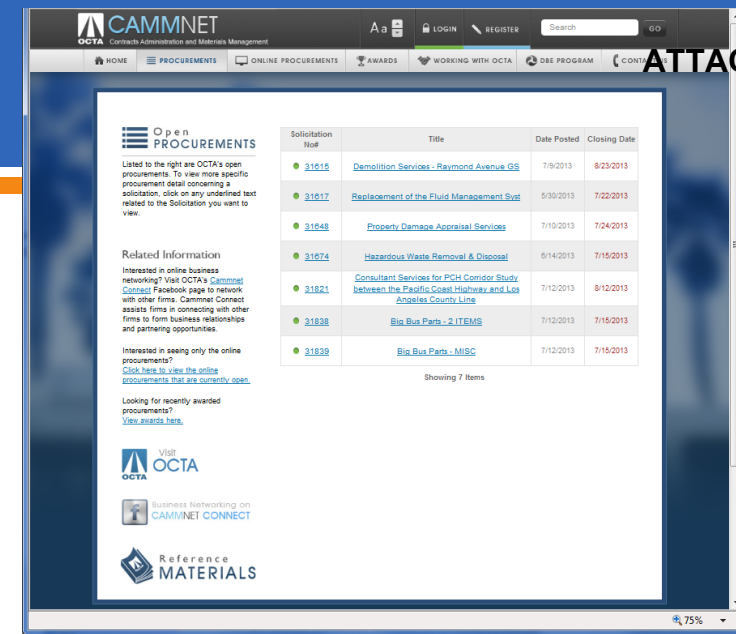 CAMMNET
OCTA Contracts Administration and Materials Management
Aa LOGIN REGISTER Search GO
HOME PROCUREMENTS ONLINE PROCUREMENTS AWARDS WORKING WITH OCTA DBE PROGRAM
ATTAC
Open
PROCUREMENTS
Listed to the right are OCTA's open
procurements. To view more specific
procurement detail concerning a
solicitation, click on any underlined text
related to the Solicitation you want to
view.
Related Information
Interested in online business
networking? Visit OCTA's Cammnet
Connect Facebook page to network
with other firms. Cammnet Connect
assists firms in connecting with other
firms to form business relationships
and partnering opportunities.
Interested in seeing only the online
procurements?
Click here to view the online
procurements that are currently open.
Looking for recently awarded
procurements?
View awards here.
Visit
OCTA
OCTA
Business Networking on
CAMMNET CONNECT
Reference
MATERIALS
Solicitation No# Title Date Posted Closing Date
31615 Demolition Services - Raymond Avenue GS 7/9/2013 8/23/2013
31617 Replacement of the Fluid Management Syst 5/30/2013 7/22/2013
31648 Property Damage Appraisal Services 7/10/2013 7/24/2013
31674 Hazardous Waste Removal & Disposal 6/14/2013 7/15/2013
Consultant Services for PCH Corridor Study
31821 between the Pacific Coast Highway and Los 7/12/2013 8/12/2013
Angeles County Line
31838 Big Bus Parts - 2 ITEMS 7/12/2013 7/15/2013
31839 Big Bus Parts - MISC 7/12/2013 7/15/2013
Showing 7 Items
75%